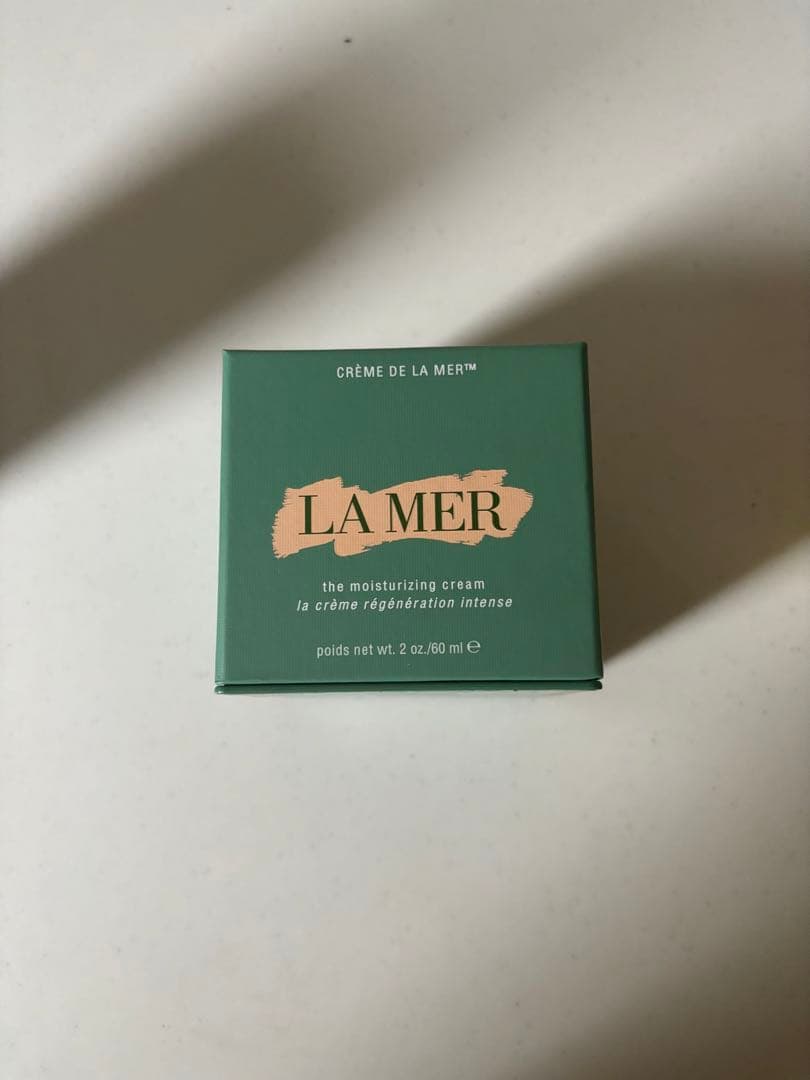 CRÈME DE LA MER™
LA MER
the moisturizing cream
la crème régénération intense
poids net wt. 2 oz./60 ml ℮